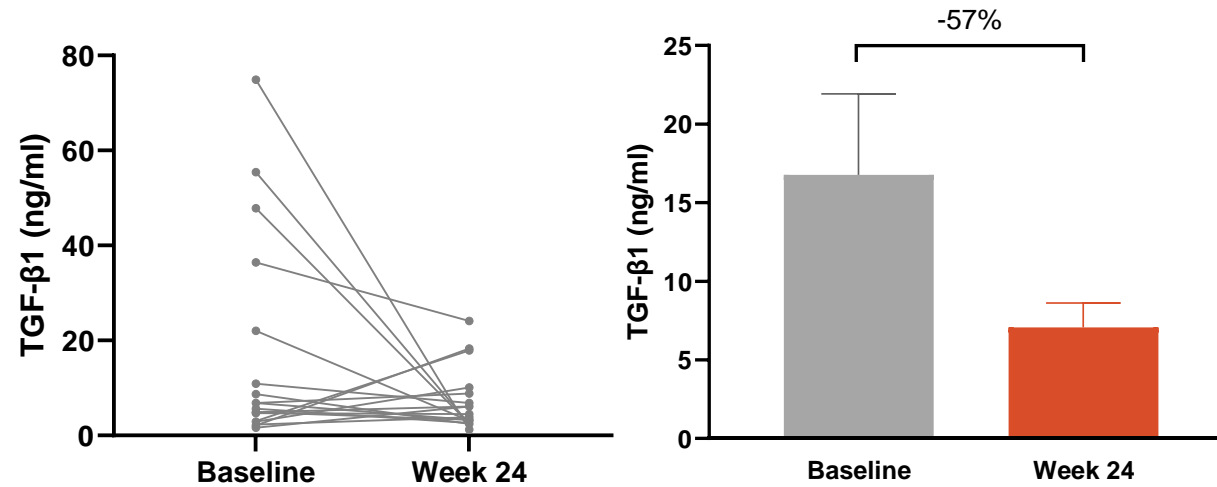 TGF-β1 (ng/ml)
80
60
40
20
0
Baseline
Week 24
-57%
TGF-β1 (ng/ml)
25
20
15
10
5
0
Baseline
Week 24